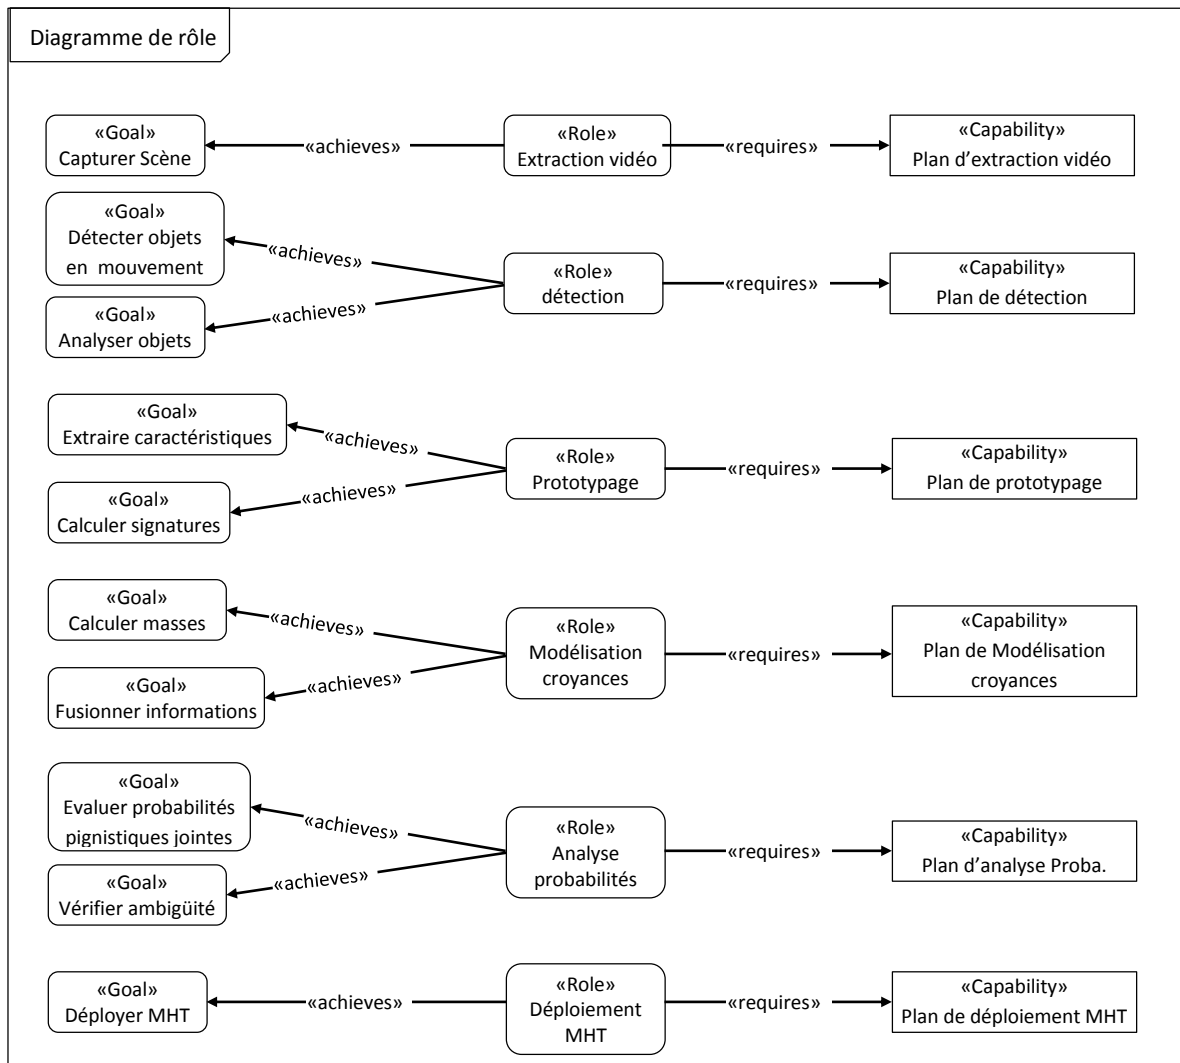 Diagramme de rôle
«Goal»
Capturer Scène
«achieves»
«Role»
Extraction vidéo
«requires»
«Capability»
Plan d’extraction vidéo
«Goal»
Détecter objets
en mouvement
«achieves»
«Goal»
Analyser objets
«achieves»
«Role»
détection
«requires»
«Capability»
Plan de détection
«Goal»
Extraire caractéristiques
«achieves»
«Goal»
Calculer signatures
«achieves»
«Role»
Prototypage
«requires»
«Capability»
Plan de prototypage
«Goal»
Calculer masses
«achieves»
«Goal»
Fusionner informations
«achieves»
«Role»
Modélisation
croyances
«requires»
«Capability»
Plan de Modélisation
croyances
«Goal»
Evaluer probabilités
pignistiques jointes
«achieves»
«Goal»
Vérifier ambigüité
«achieves»
«Role»
Analyse
probabilités
«requires»
«Capability»
Plan d’analyse Proba.
«Goal»
Déployer MHT
«achieves»
«Role»
Déploiement
MHT
«requires»
«Capability»
Plan de déploiement MHT